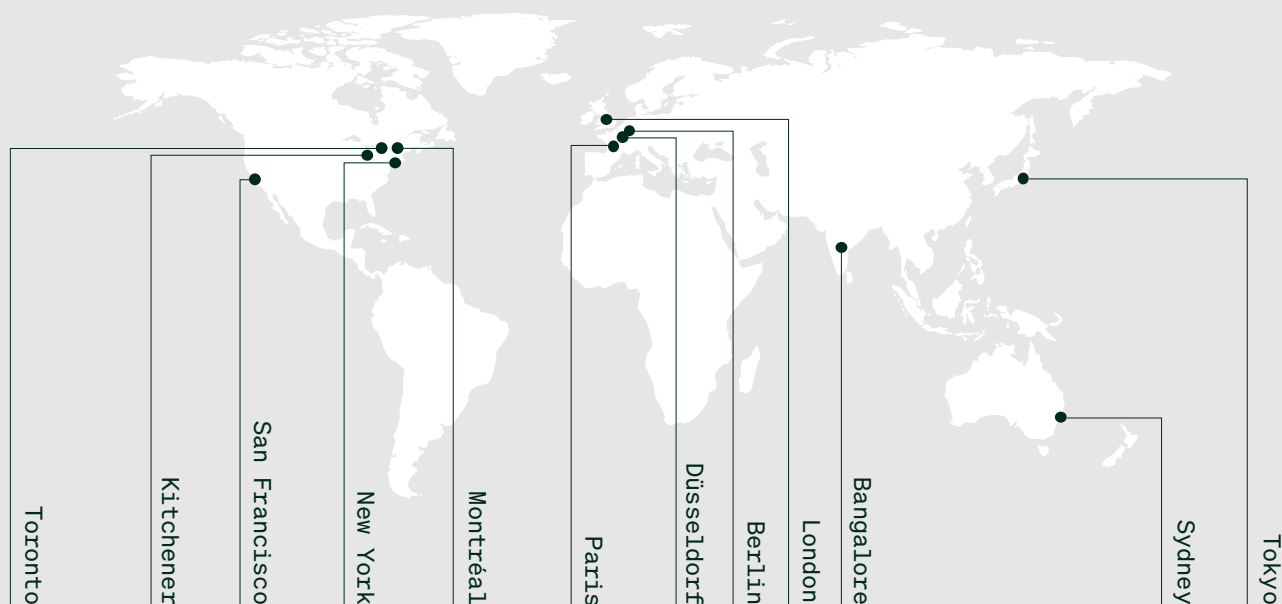 Toronto
Kitchener
San Francisco
New York
Montréal
Paris
Düsseldorf
Berlin
London
Bangalore
Sydney
Tokyo